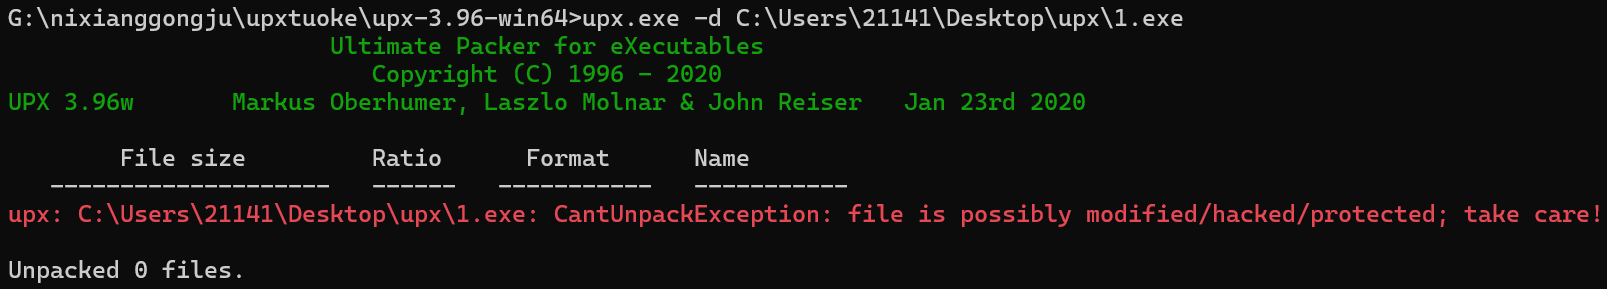 G:\nixianggongju\upxtuoke\upx-3.96-win64>upx.exe -d C:\Users\21141\Desktop\upx\1.exe
Ultimate Packer for eXecutables
Copyright (C) 1996 - 2020
UPX 3.96w       Markus Oberhumer, Laszlo Molnar & John Reiser   Jan 23rd 2020
File size         Ratio      Format      Name
--------------------   ------   -----------   -----------
upx: C:\Users\21141\Desktop\upx\1.exe: CantUnpackException: file is possibly modified/hacked/protected; take care!
Unpacked 0 files.